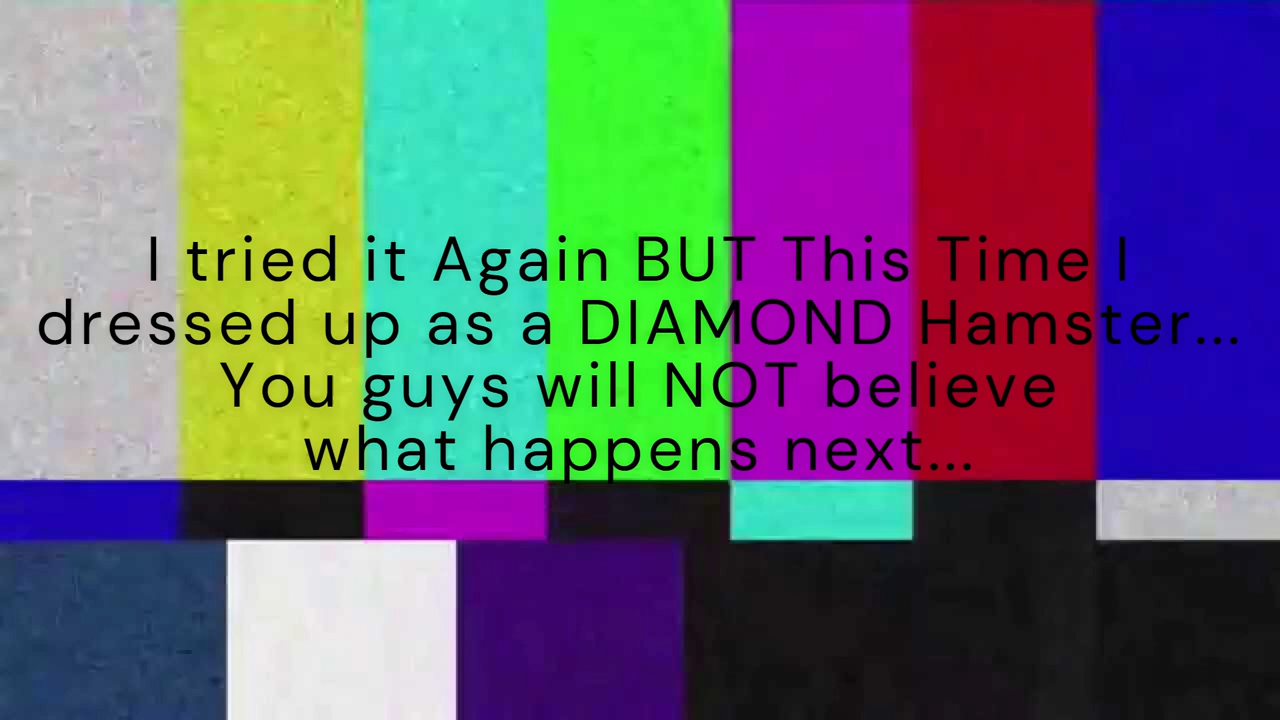 I tried it Again BUT This Time I
dressed up as a DIAMOND Hamster...
You guys will NOT believe
what happens next...